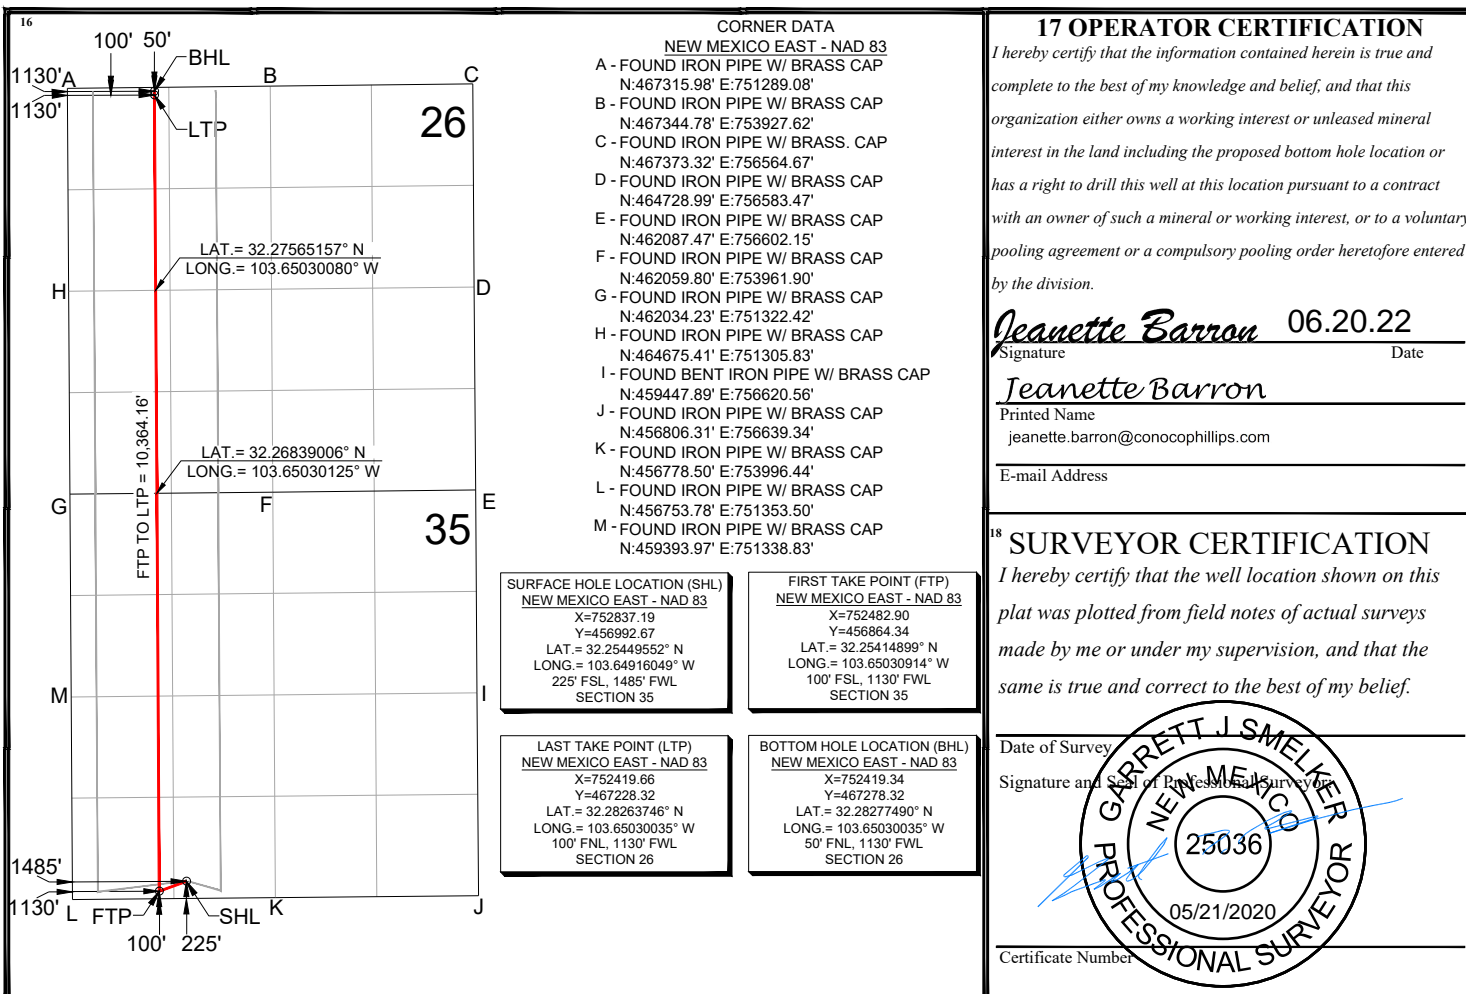 16
100' 50'
BHL
1130' A B C
1130'
LTP
26
LAT.= 32.27565157° N
LONG.= 103.65030080° W
H D
FTP TO LTP = 10,364.16'
LAT.= 32.26839006° N
LONG.= 103.65030125° W
G F E
35
M I
1485'
1130' L FTP SHL K J
100' 225'
CORNER DATA
NEW MEXICO EAST - NAD 83
A - FOUND IRON PIPE W/ BRASS CAP
N:467315.98' E:751289.08'
B - FOUND IRON PIPE W/ BRASS CAP
N:467344.78' E:753927.62'
C - FOUND IRON PIPE W/ BRASS. CAP
N:467373.32' E:756564.67'
D - FOUND IRON PIPE W/ BRASS CAP
N:464728.99' E:756583.47'
E - FOUND IRON PIPE W/ BRASS CAP
N:462087.47' E:756602.15'
F - FOUND IRON PIPE W/ BRASS CAP
N:462059.80' E:753961.90'
G - FOUND IRON PIPE W/ BRASS CAP
N:462034.23' E:751322.42'
H - FOUND IRON PIPE W/ BRASS CAP
N:464675.41' E:751305.83'
I - FOUND BENT IRON PIPE W/ BRASS CAP
N:459447.89' E:756620.56'
J - FOUND IRON PIPE W/ BRASS CAP
N:456806.31' E:756639.34'
K - FOUND IRON PIPE W/ BRASS CAP
N:456778.50' E:753996.44'
L - FOUND IRON PIPE W/ BRASS CAP
N:456753.78' E:751353.50'
M - FOUND IRON PIPE W/ BRASS CAP
N:459393.97' E:751338.83'
SURFACE HOLE LOCATION (SHL)
NEW MEXICO EAST - NAD 83
X=752837.19
Y=456992.67
LAT.= 32.25449552° N
LONG.= 103.64916049° W
225' FSL, 1485' FWL
SECTION 35
FIRST TAKE POINT (FTP)
NEW MEXICO EAST - NAD 83
X=752482.90
Y=456864.34
LAT.= 32.25414899° N
LONG.= 103.65030914° W
100' FSL, 1130' FWL
SECTION 35
LAST TAKE POINT (LTP)
NEW MEXICO EAST - NAD 83
X=752419.66
Y=467228.32
LAT.= 32.28263746° N
LONG.= 103.65030035° W
100' FNL, 1130' FWL
SECTION 26
BOTTOM HOLE LOCATION (BHL)
NEW MEXICO EAST - NAD 83
X=752419.34
Y=467278.32
LAT.= 32.28277490° N
LONG.= 103.65030035° W
50' FNL, 1130' FWL
SECTION 26
17 OPERATOR CERTIFICATION
I hereby certify that the information contained herein is true and
complete to the best of my knowledge and belief, and that this
organization either owns a working interest or unleased mineral
interest in the land including the proposed bottom hole location or
has a right to drill this well at this location pursuant to a contract
with an owner of such a mineral or working interest, or to a voluntary
pooling agreement or a compulsory pooling order heretofore entered
by the division.
Jeanette Barron 06.20.22
Signature Date
Jeanette Barron
Printed Name
jeanette.barron@conocophillips.com
E-mail Address
18 SURVEYOR CERTIFICATION
I hereby certify that the well location shown on this
plat was plotted from field notes of actual surveys
made by me or under my supervision, and that the
same is true and correct to the best of my belief.
Date of Survey
Signature and Seal of Professional Surveyor:
GARRETT J SMELKER
NEW MEXICO
25036
05/21/2020
PROFESSIONAL SURVEYOR
Certificate Number